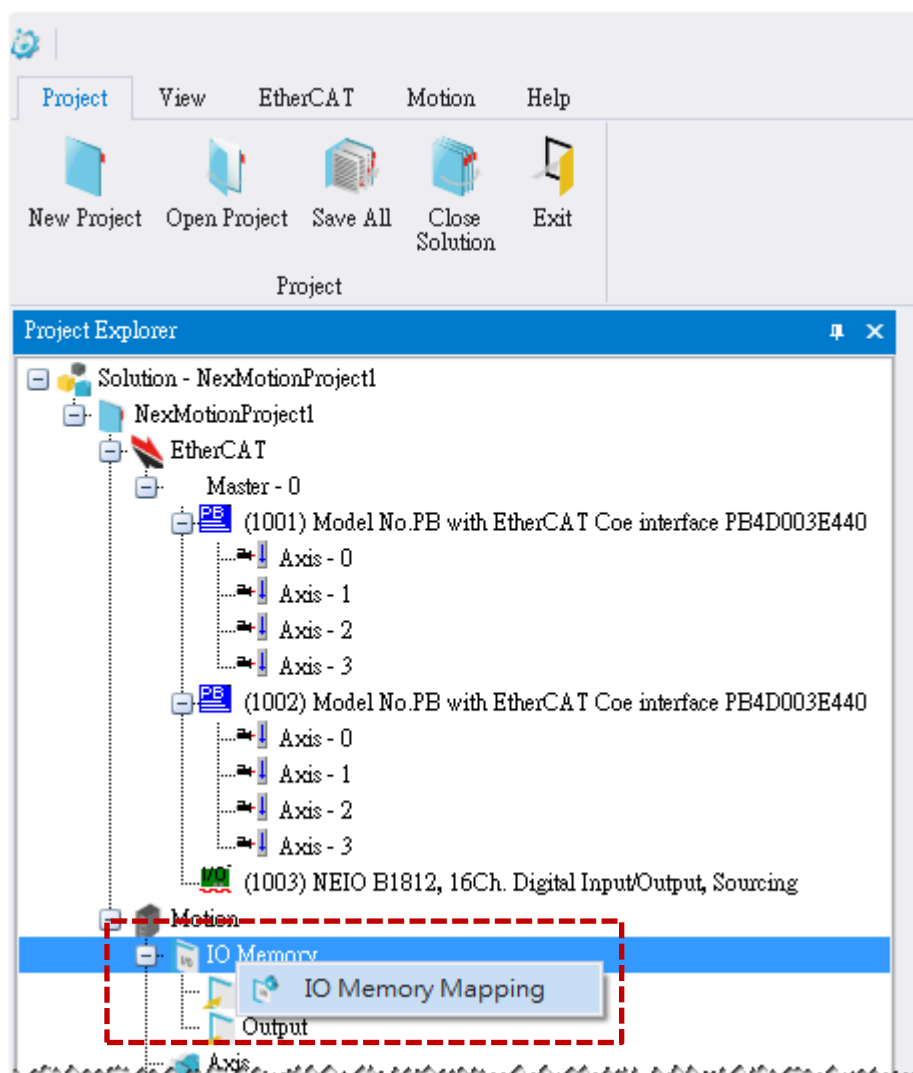 Project View EtherCAT Motion Help
New Project Open Project Save All Close Solution Exit
Project
Project Explorer
Solution - NexMotionProject1
NexMotionProject1
EtherCAT
Master - 0
PB (1001) Model No.PB with EtherCAT Coe interface PB4D003E440
Axis - 0
Axis - 1
Axis - 2
Axis - 3
PB (1002) Model No.PB with EtherCAT Coe interface PB4D003E440
Axis - 0
Axis - 1
Axis - 2
Axis - 3
I/O (1003) NEIO B1812, 16Ch. Digital Input/Output, Sourcing
Motion
I/O IO Memory
IO Memory Mapping
Output
Axis